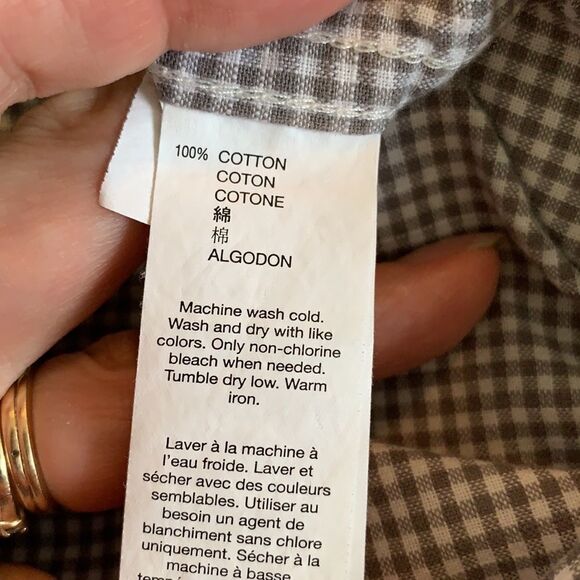 100% COTTON
COTON
COTONE
綿
棉
ALGODON
Machine wash cold.
Wash and dry with like
colors. Only non-chlorine
bleach when needed.
Tumble dry low. Warm
iron.
Laver à la machine à
l'eau froide. Laver et
sécher avec des couleurs
semblables. Utiliser au
besoin un agent de
blanchiment sans chlore
uniquement. Sécher à la
machine à basse